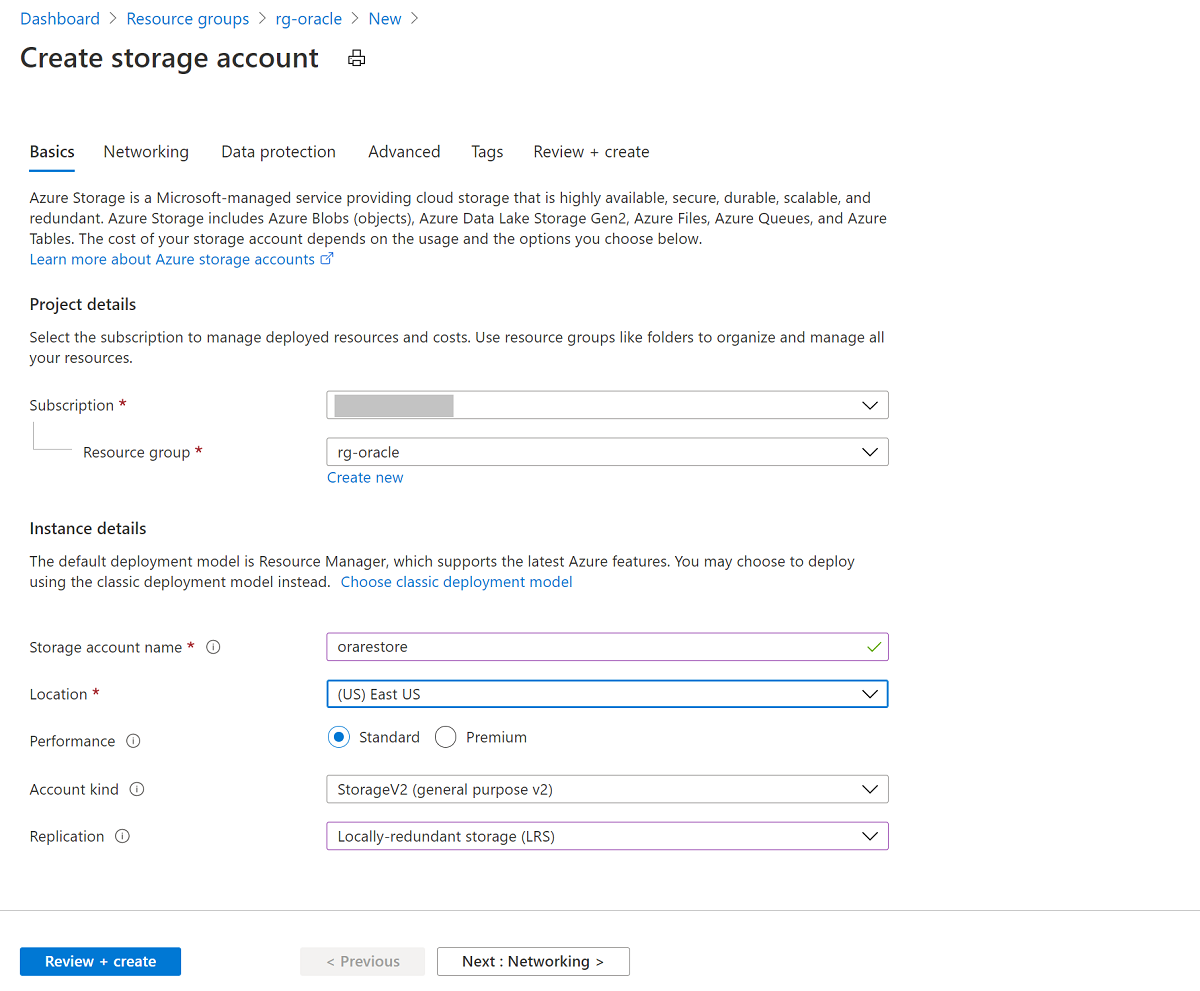 Dashboard > Resource groups > rg-oracle > New >
Create storage account
Basics Networking Data protection Advanced Tags Review + create
Azure Storage is a Microsoft-managed service providing cloud storage that is highly available, secure, durable, scalable, and
redundant. Azure Storage includes Azure Blobs (objects), Azure Data Lake Storage Gen2, Azure Files, Azure Queues, and Azure
Tables. The cost of your storage account depends on the usage and the options you choose below.
Learn more about Azure storage accounts
Project details
Select the subscription to manage deployed resources and costs. Use resource groups like folders to organize and manage all
your resources.
Subscription *
Resource group * rg-oracle
Create new
Instance details
The default deployment model is Resource Manager, which supports the latest Azure features. You may choose to deploy
using the classic deployment model instead. Choose classic deployment model
Storage account name * orarestore
Location * (US) East US
Performance Standard Premium
Account kind StorageV2 (general purpose v2)
Replication Locally-redundant storage (LRS)
Review + create < Previous Next : Networking >